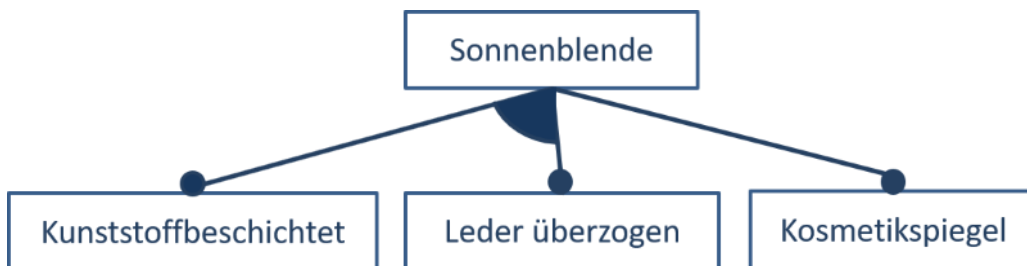 Sonnenblende
Kunststoffbeschichtet
Leder überzogen
Kosmetikspiegel